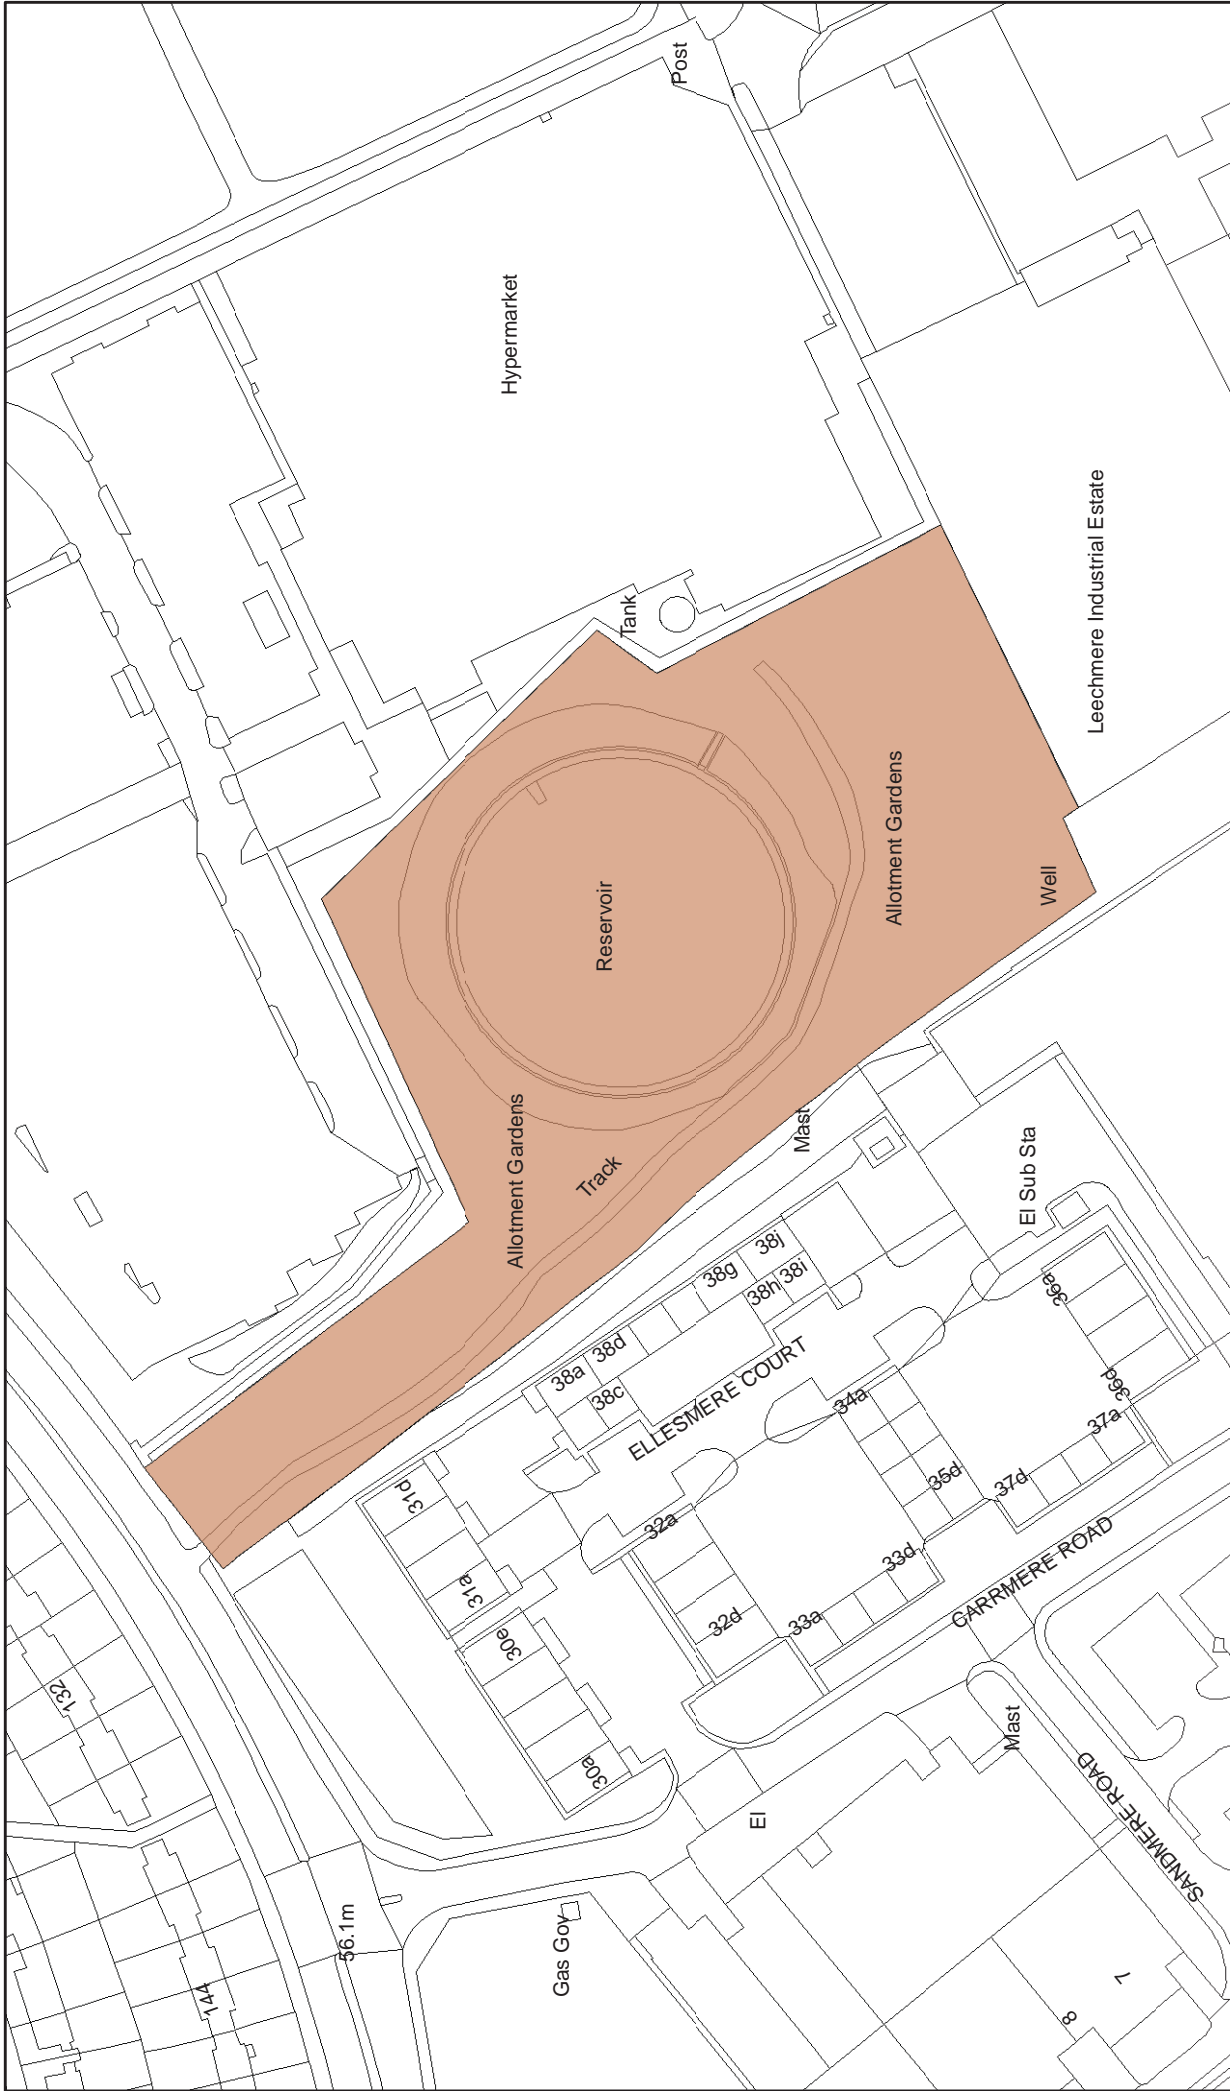 Post
Hypermarket
Tank
Leechmere Industrial Estate
Reservoir
Allotment Gardens
Well
Allotment Gardens
Track
Mast
El Sub Sta
38g
38j
38h
38i
38a
38d
38c
ELLESMERE COURT
36a
36d
34a
35d
37a
37d
31d
31a
32a
32d
33d
33a
30e
30a
CARRMERE ROAD
132
Mast
SANDMERE ROAD
El
56.1m
144
Gas Gov
7
8